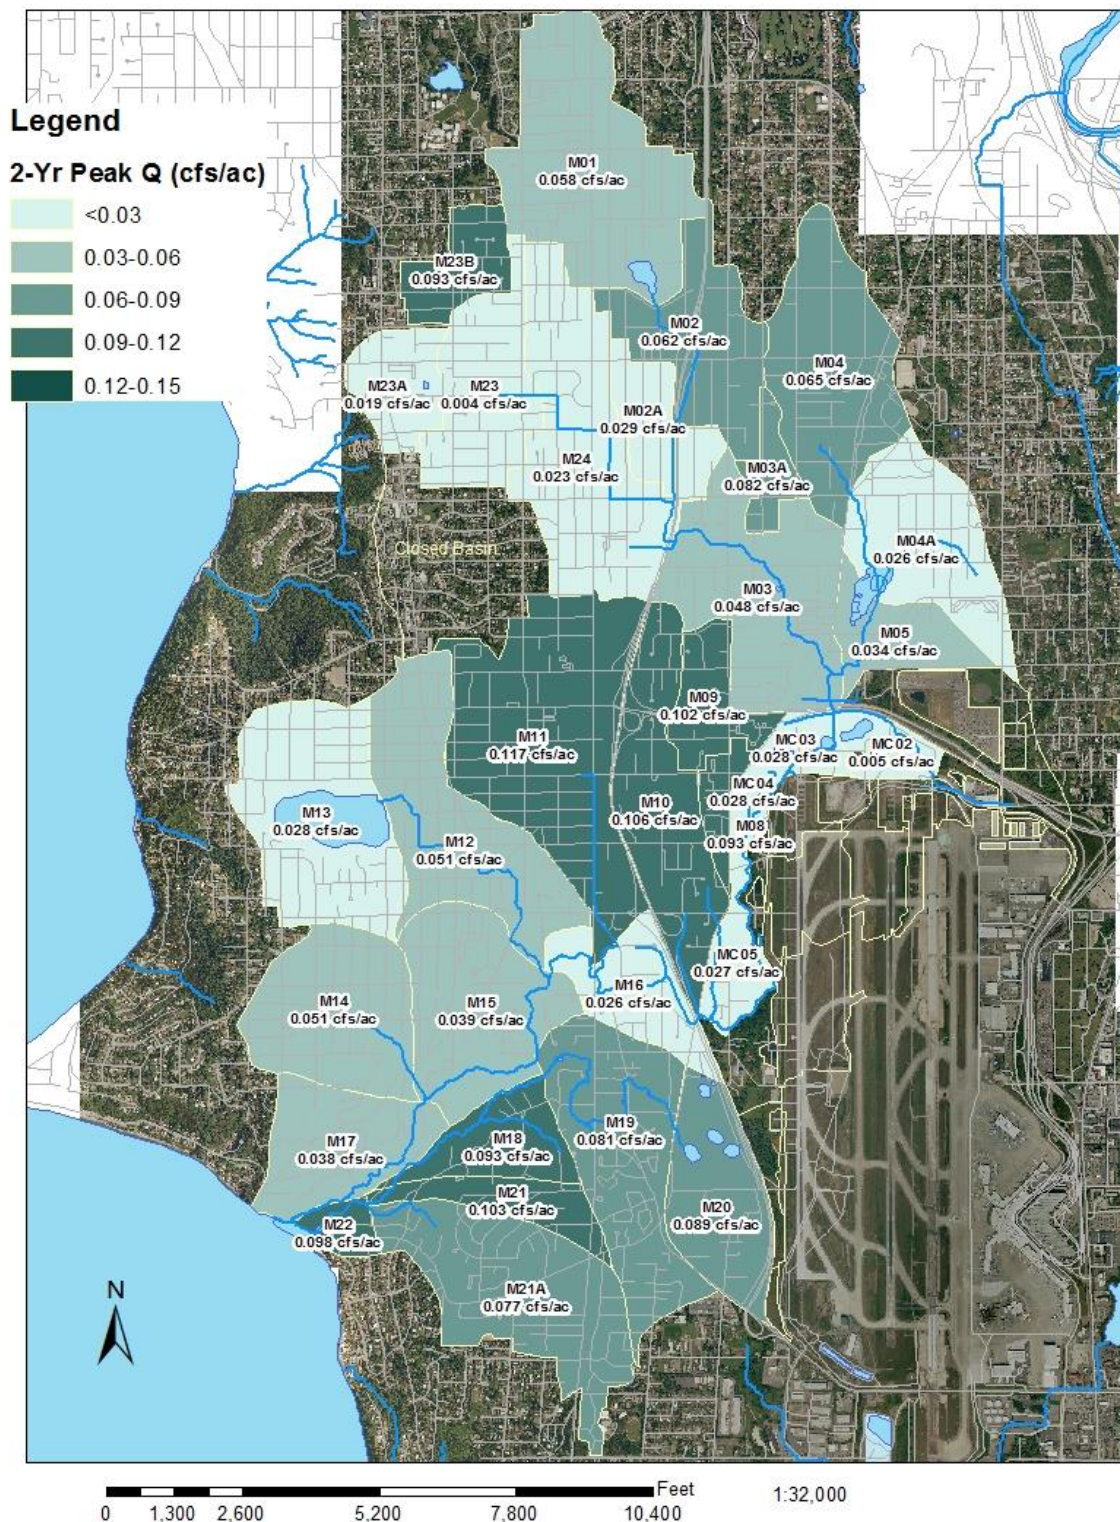 Legend
2-Yr Peak Q (cfs/ac)
<0.03
0.03-0.06
0.06-0.09
0.09-0.12
0.12-0.15
M01
0.058 cfs/ac
M23B
0.093 cfs/ac
M02
0.062 cfs/ac
M04
0.065 cfs/ac
M23A
0.019 cfs/ac
M23
0.004 cfs/ac
M02A
0.029 cfs/ac
M24
0.023 cfs/ac
M03A
0.082 cfs/ac
Closed Basin
M04A
0.026 cfs/ac
M03
0.048 cfs/ac
M05
0.034 cfs/ac
M09
0.102 cfs/ac
M11
0.117 cfs/ac
MC03
0.028 cfs/ac
MC02
0.005 cfs/ac
MC04
0.028 cfs/ac
M10
0.106 cfs/ac
M08
0.093 cfs/ac
M13
0.028 cfs/ac
M12
0.051 cfs/ac
MC05
0.027 cfs/ac
M16
0.026 cfs/ac
M14
0.051 cfs/ac
M15
0.039 cfs/ac
M19
0.081 cfs/ac
M18
0.093 cfs/ac
M17
0.038 cfs/ac
M21
0.103 cfs/ac
M20
0.089 cfs/ac
M22
0.098 cfs/ac
M21A
0.077 cfs/ac
N
Feet
0 1,300 2,600 5,200 7,800 10,400
1:32,000